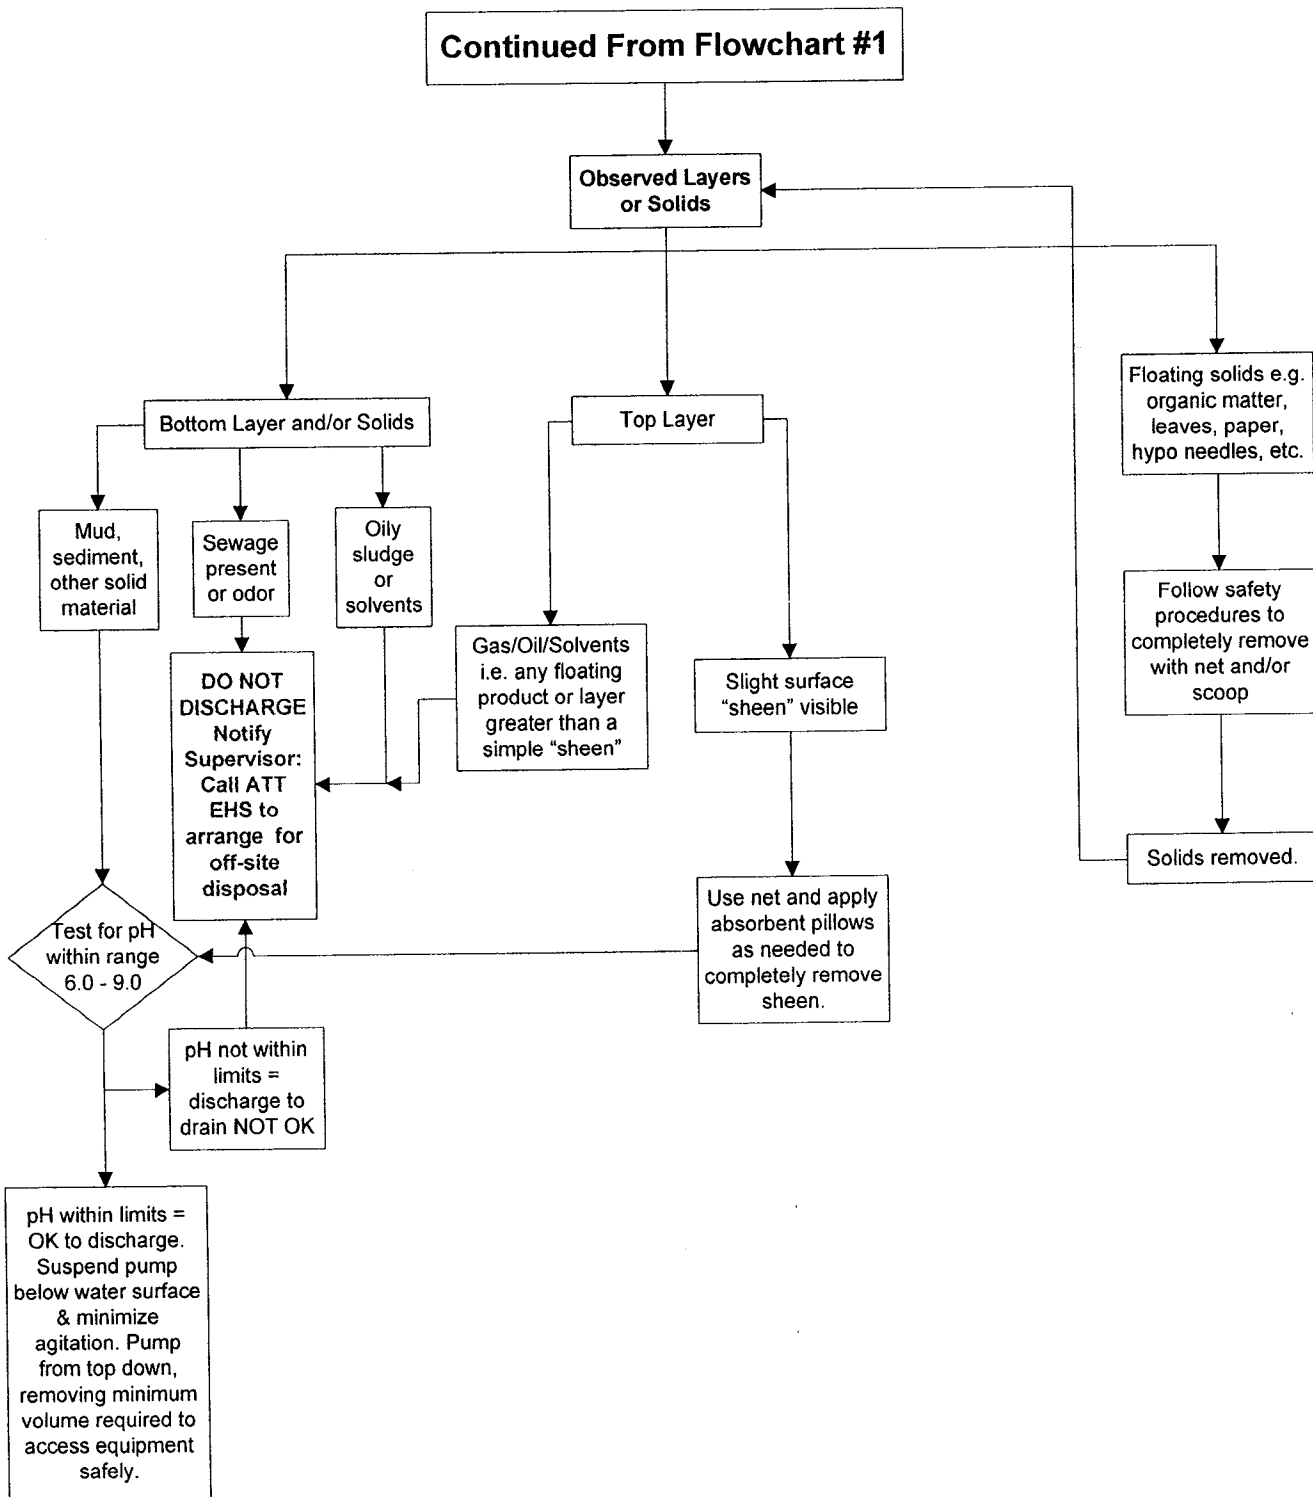 Continued From Flowchart #1
Observed Layers
or Solids
Bottom Layer and/or Solids
Top Layer
Floating solids e.g.
organic matter,
leaves, paper,
hypo needles, etc.
Mud,
sediment,
other solid
material
Sewage
present
or odor
Oily
sludge
or
solvents
Gas/Oil/Solvents
i.e. any floating
product or layer
greater than a
simple “sheen”
Slight surface
“sheen” visible
Follow safety
procedures to
completely remove
with net and/or
scoop
DO NOT
DISCHARGE
Notify
Supervisor:
Call ATT
EHS to
arrange for
off-site
disposal
Solids removed.
Test for pH
within range
6.0 - 9.0
Use net and apply
absorbent pillows
as needed to
completely remove
sheen.
pH not within
limits =
discharge to
drain NOT OK
pH within limits =
OK to discharge.
Suspend pump
below water surface
& minimize
agitation. Pump
from top down,
removing minimum
volume required to
access equipment
safely.